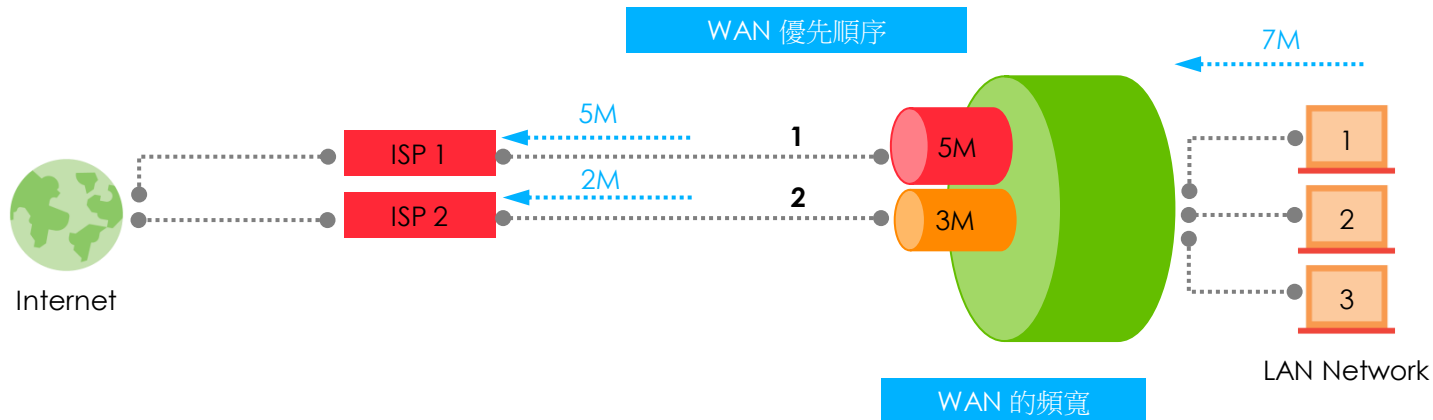 WAN 優先順序
7M
5M
1
ISP 1
5M
1
2M
2
ISP 2
3M
2
Internet
3
LAN Network
WAN 的頻寬